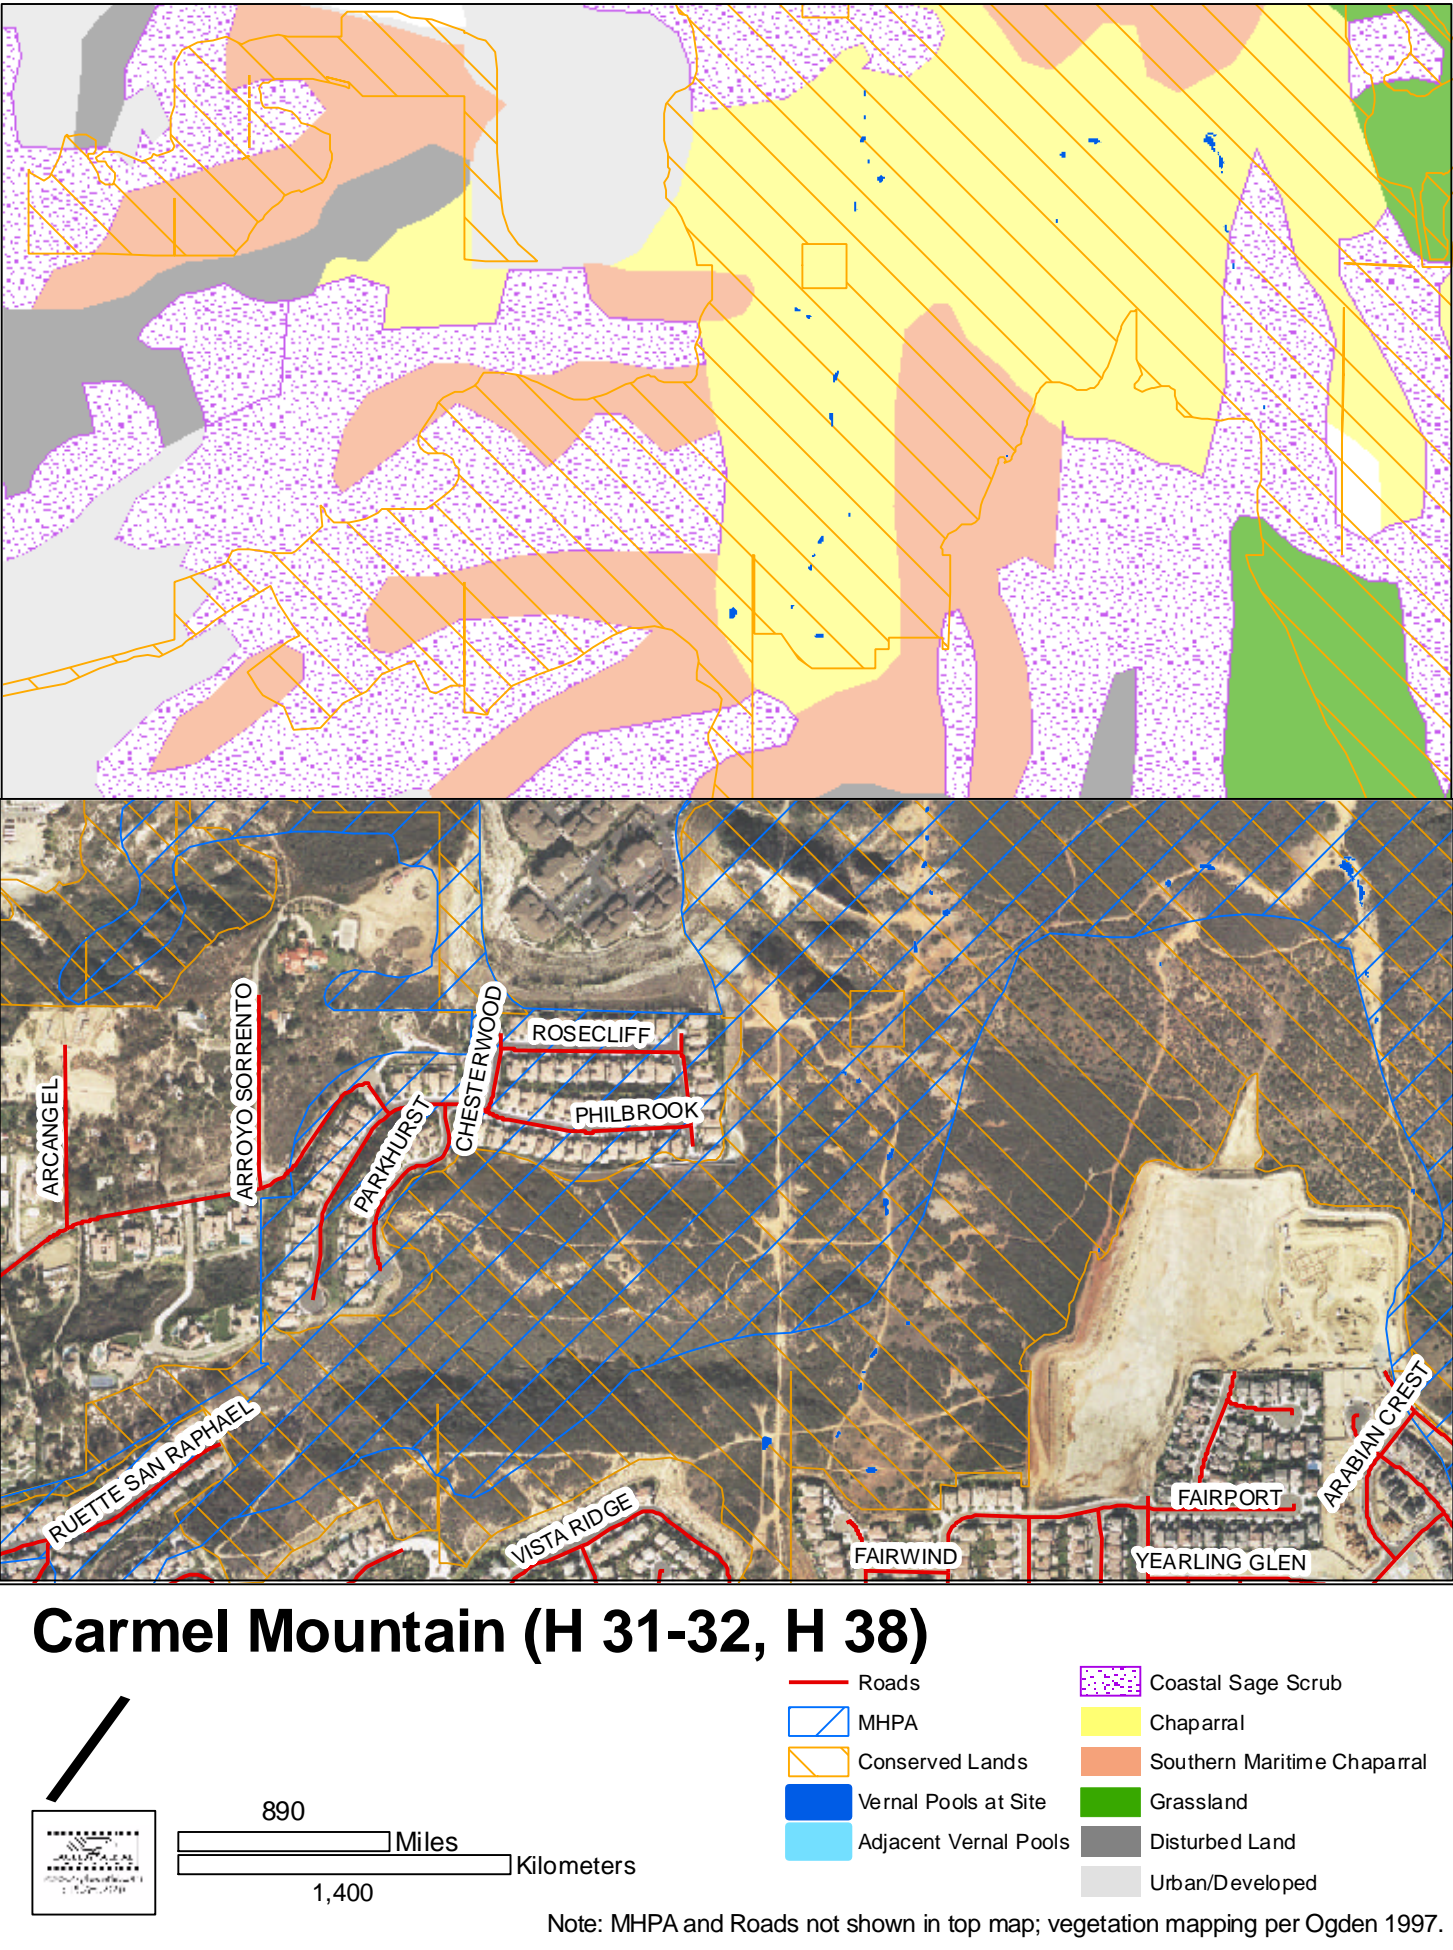 ROSECLIFF
CHESTERWOOD
ARROYO SORRENTO
ARCANGEL
PARKHURST
PHILBROOK
RUETTE SAN RAPHAEL
VISTA RIDGE
FAIRWIND
FAIRPORT
YEARLING GLEN
ARABIAN CREST
Carmel Mountain (H 31-32, H 38)
Roads
MHPA
Conserved Lands
Vernal Pools at Site
Adjacent Vernal Pools
Coastal Sage Scrub
Chaparral
Southern Maritime Chaparral
Grassland
Disturbed Land
Urban/Developed
890
Miles
Kilometers
1,400
Note: MHPA and Roads not shown in top map; vegetation mapping per Ogden 1997.